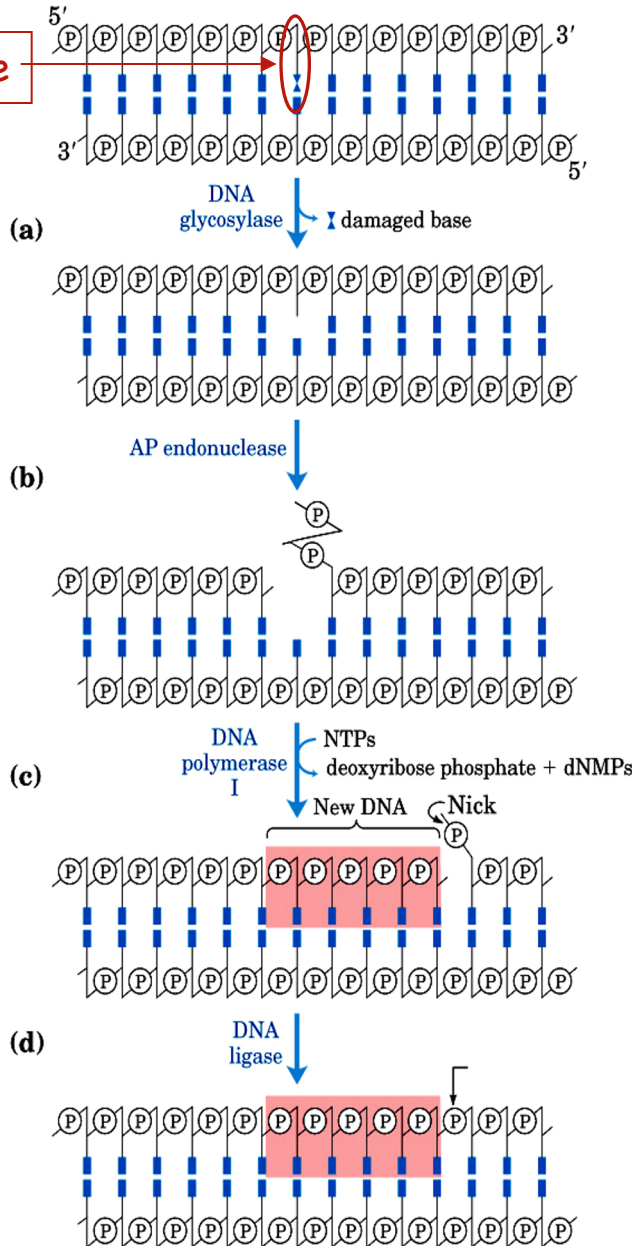 5′
P P P P P P P P P P P P P P 3′
e
3′ P P P P P P P P P P P P P P
5′
DNA
glycosylase
damaged base
(a)
P P P P P P P P P P P P P P
P P P P P P P P P P P P P P
AP endonuclease
(b)
P
P
P P P P P P P P P P P P
P P P P P P P P P P P P P P
DNA
polymerase
I
NTPs
deoxyribose phosphate + dNMPs
(c)
New DNA
Nick
P
P P P P P P P P P P P P P
P P P P P P P P P P P P P P
(d)
DNA
ligase
P P P P P P P P P P P P P P
P P P P P P P P P P P P P P